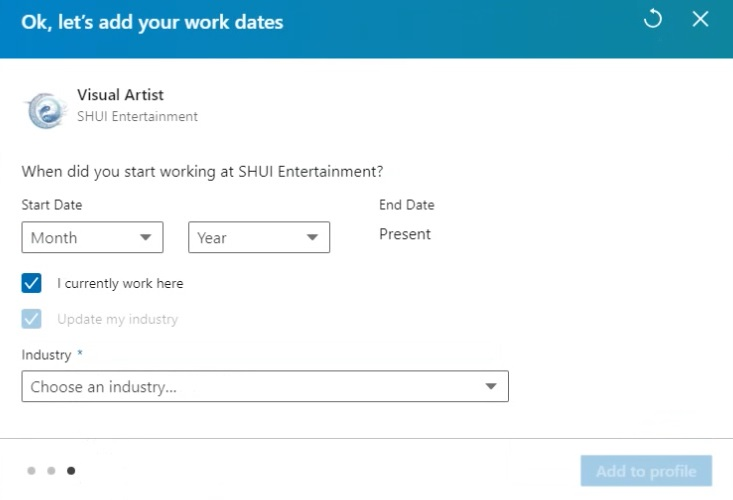 Ok, let's add your work dates
Visual Artist
SHUI Entertainment
When did you start working at SHUI Entertainment?
Start Date
End Date
Month
Year
Present
I currently work here
Update my industry
Industry *
Choose an industry...
Add to profile